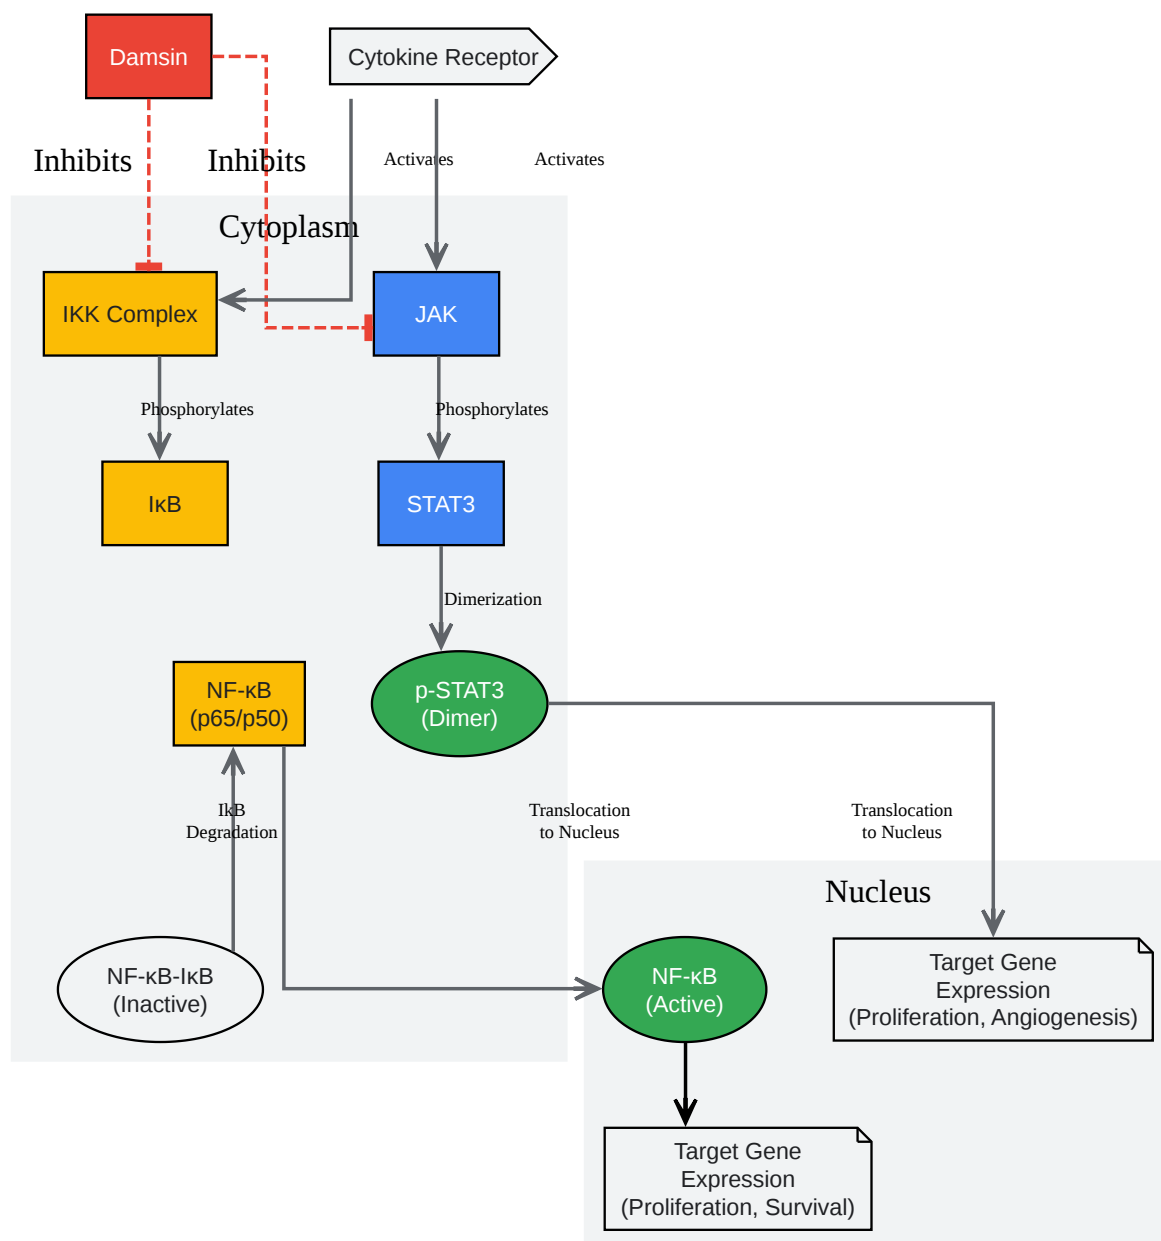 Damsin
Cytokine Receptor
Inhibits
Inhibits
Activates
Activates
Cytoplasm
IKK Complex
JAK
Phosphorylates
Phosphorylates
IκB
STAT3
Dimerization
NF-κB
(p65/p50)
p-STAT3
(Dimer)
IkB
Degradation
Translocation
to Nucleus
Translocation
to Nucleus
Nucleus
NF-κB-IκB
(Inactive)
NF-κB
(Active)
Target Gene
Expression
(Proliferation, Angiogenesis)
Target Gene
Expression
(Proliferation, Survival)